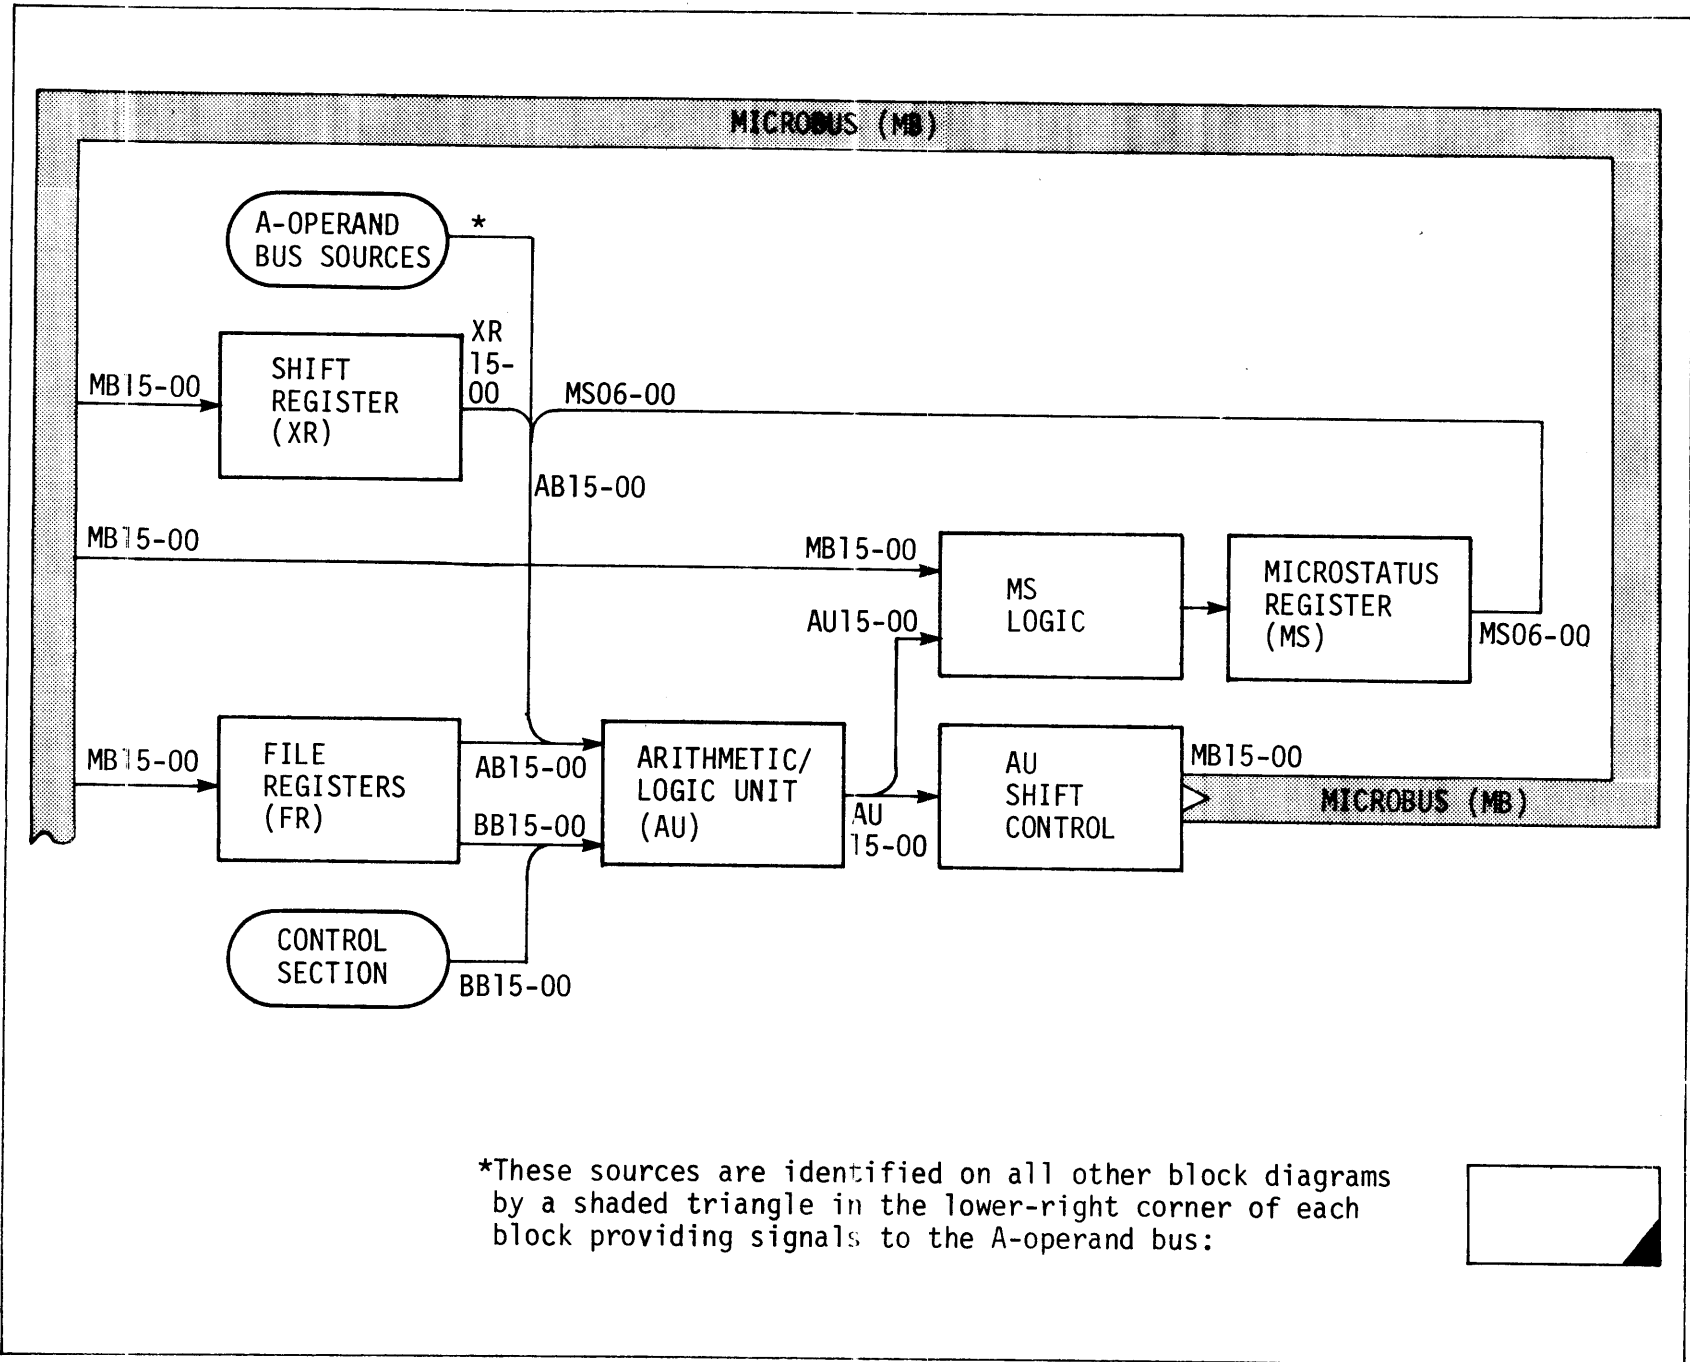 MICROBUS (MB)
A-OPERAND
BUS SOURCES
*
XR
15-
00
SHIFT
REGISTER
(XR)
MB15-00
MS06-00
AB15-00
MB15-00
MB15-00
MS
LOGIC
MICROSTATUS
REGISTER
(MS)
AU15-00
MS06-00
MB15-00
FILE
REGISTERS
(FR)
AB15-00
BB15-00
ARITHMETIC/
LOGIC UNIT
(AU)
AU
15-00
AU
SHIFT
CONTROL
MB15-00
MICROBUS (MB)
CONTROL
SECTION
BB15-00
*These sources are identified on all other block diagrams
by a shaded triangle in the lower-right corner of each
block providing signals to the A-operand bus: